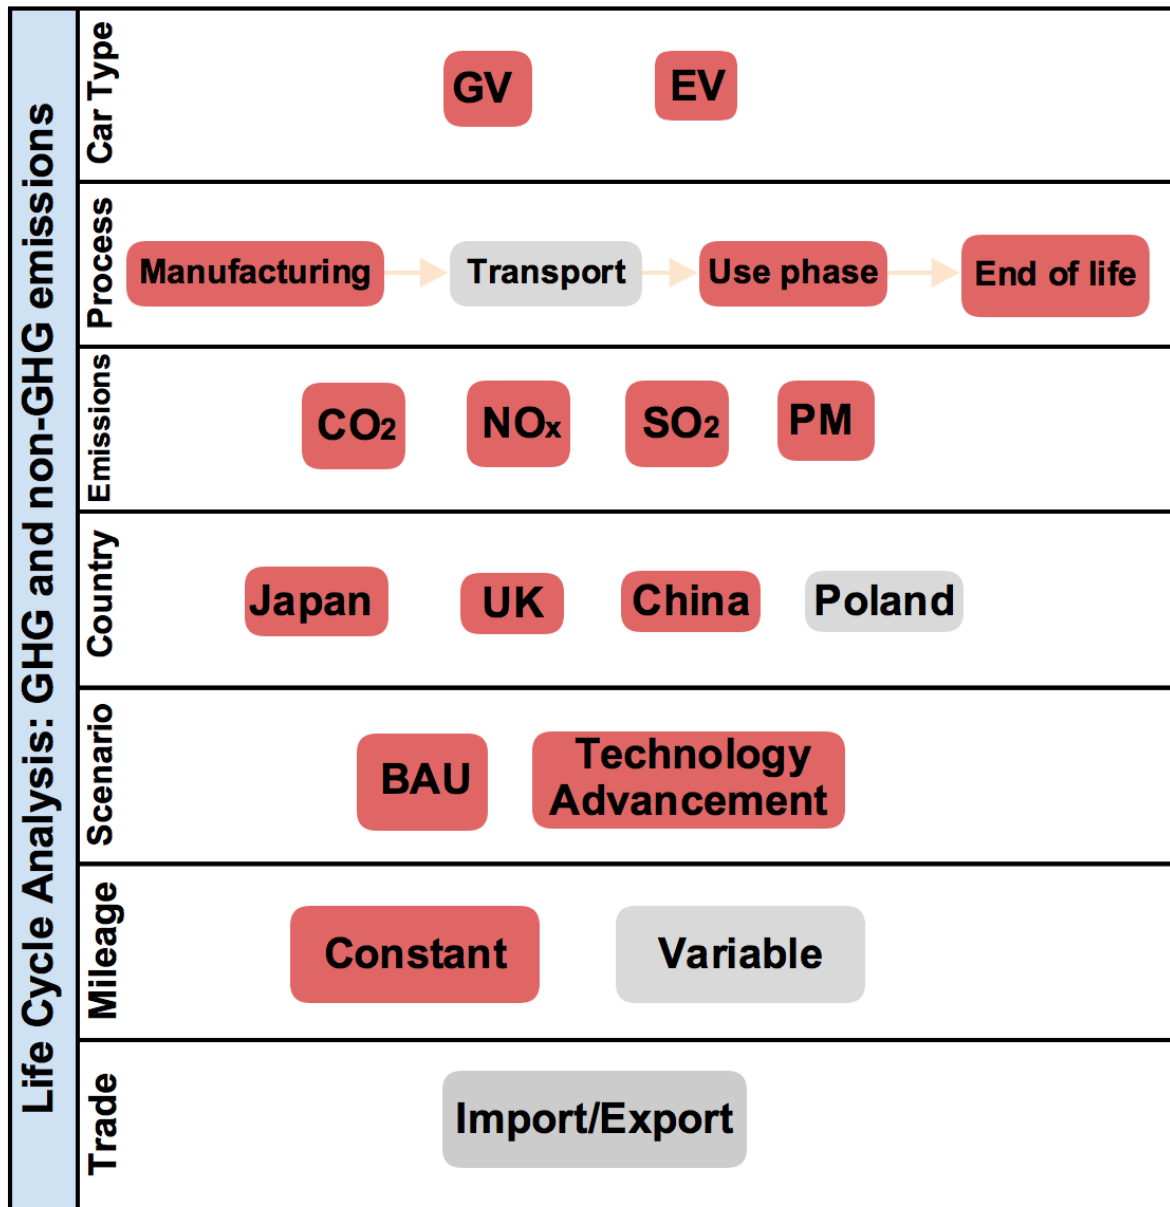 Life Cycle Analysis: GHG and non-GHG emissions
Car Type
GV
EV
Process
Manufacturing
Transport
Use phase
End of life
Emissions
CO₂
NOₓ
SO₂
PM
Country
Japan
UK
China
Poland
Scenario
BAU
Technology
Advancement
Mileage
Constant
Variable
Trade
Import/Export